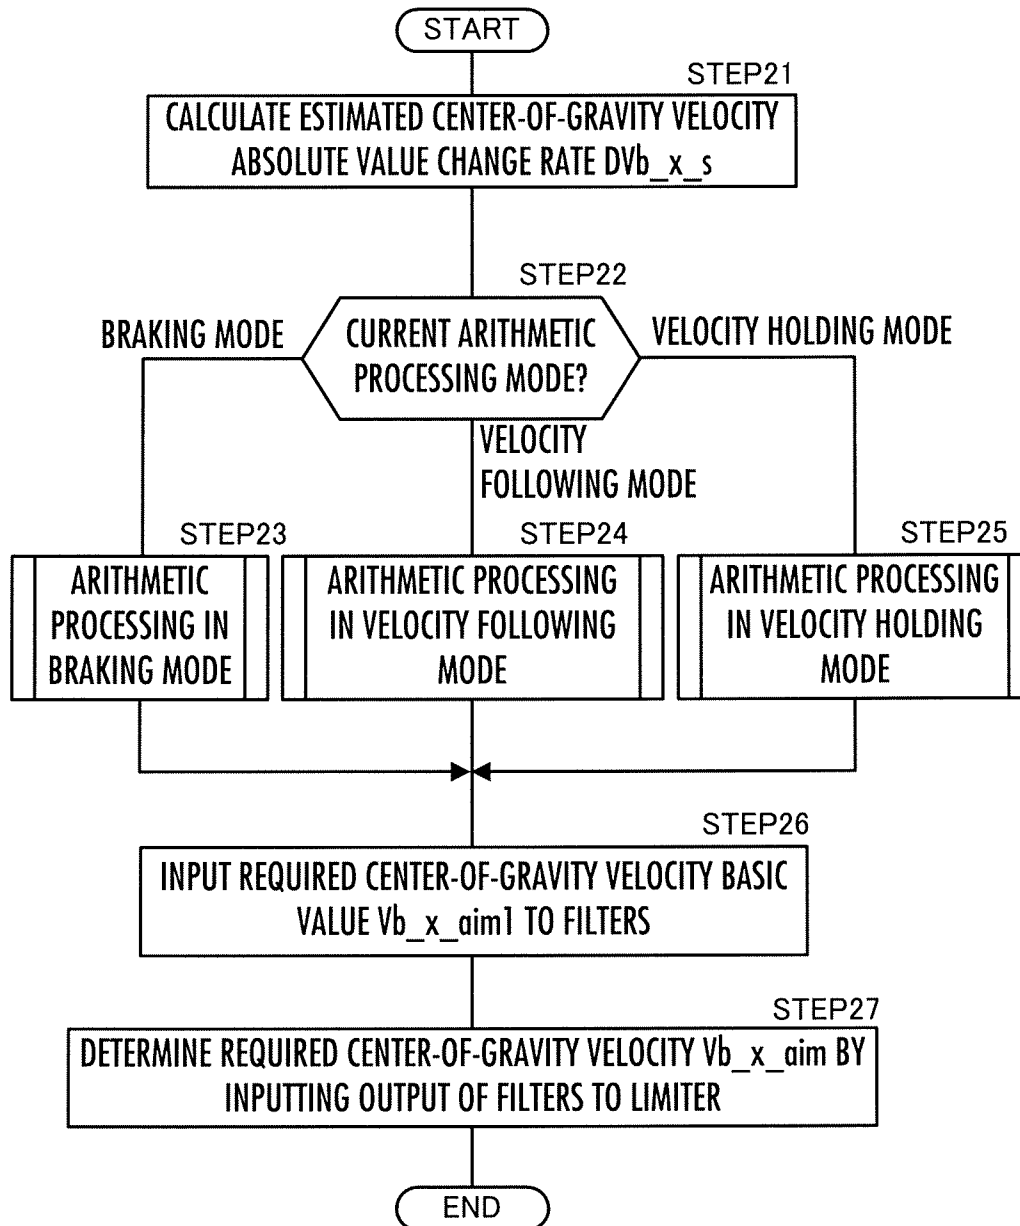 START
STEP21
CALCULATE ESTIMATED CENTER-OF-GRAVITY VELOCITY
ABSOLUTE VALUE CHANGE RATE DVb_x_s
STEP22
BRAKING MODE
CURRENT ARITHMETIC
PROCESSING MODE?
VELOCITY HOLDING MODE
VELOCITY
FOLLOWING MODE
STEP23
ARITHMETIC
PROCESSING IN
BRAKING MODE
STEP24
ARITHMETIC PROCESSING
IN VELOCITY FOLLOWING
MODE
STEP25
ARITHMETIC PROCESSING
IN VELOCITY HOLDING
MODE
STEP26
INPUT REQUIRED CENTER-OF-GRAVITY VELOCITY BASIC
VALUE Vb_x_aim1 TO FILTERS
STEP27
DETERMINE REQUIRED CENTER-OF-GRAVITY VELOCITY Vb_x_aim BY
INPUTTING OUTPUT OF FILTERS TO LIMITER
END